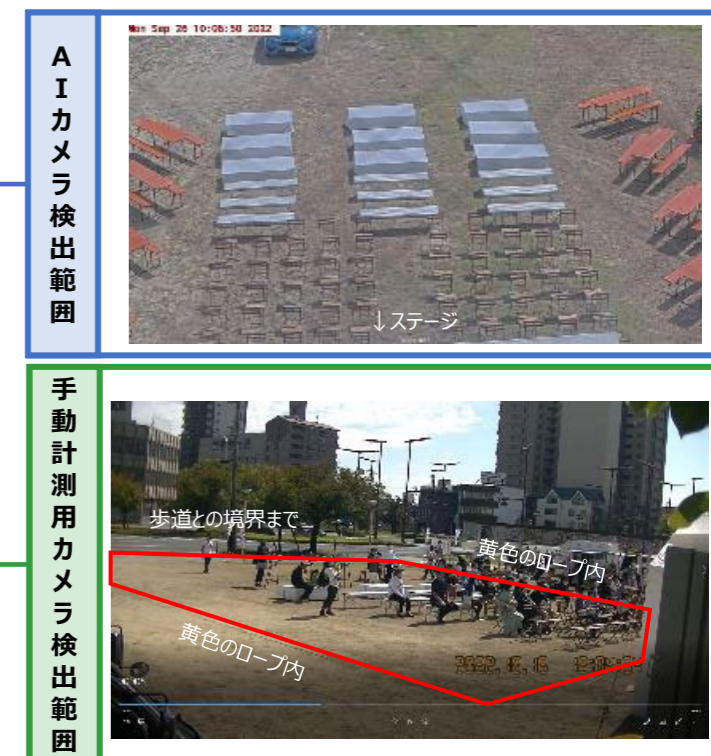 AIカメラ検出範囲
Mon Sep 26 10:06:50 2022
↓ステージ
手動計測用カメラ検出範囲
歩道との境界まで
黄色のロープ内
黄色のロープ内